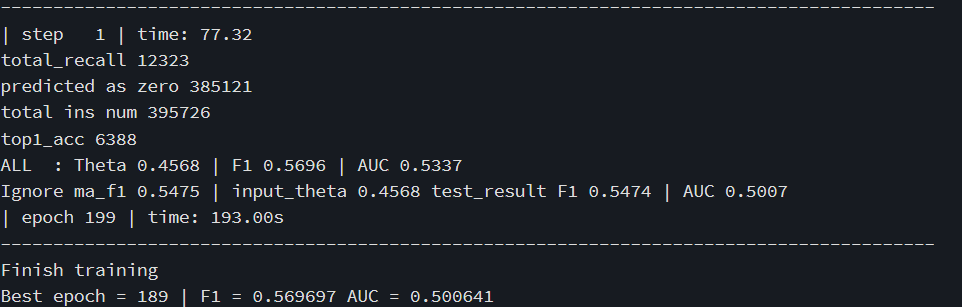 -----------------------------------------------------------------------------------------
| step   1 | time: 77.32
total_recall 12323
predicted as zero 385121
total ins num 395726
top1_acc 6388
ALL  : Theta 0.4568 | F1 0.5696 | AUC 0.5337
Ignore ma_f1 0.5475 | input_theta 0.4568 test_result F1 0.5474 | AUC 0.5007
| epoch 199 | time: 193.00s
-----------------------------------------------------------------------------------------
Finish training
Best epoch = 189 | F1 = 0.569697 AUC = 0.500641